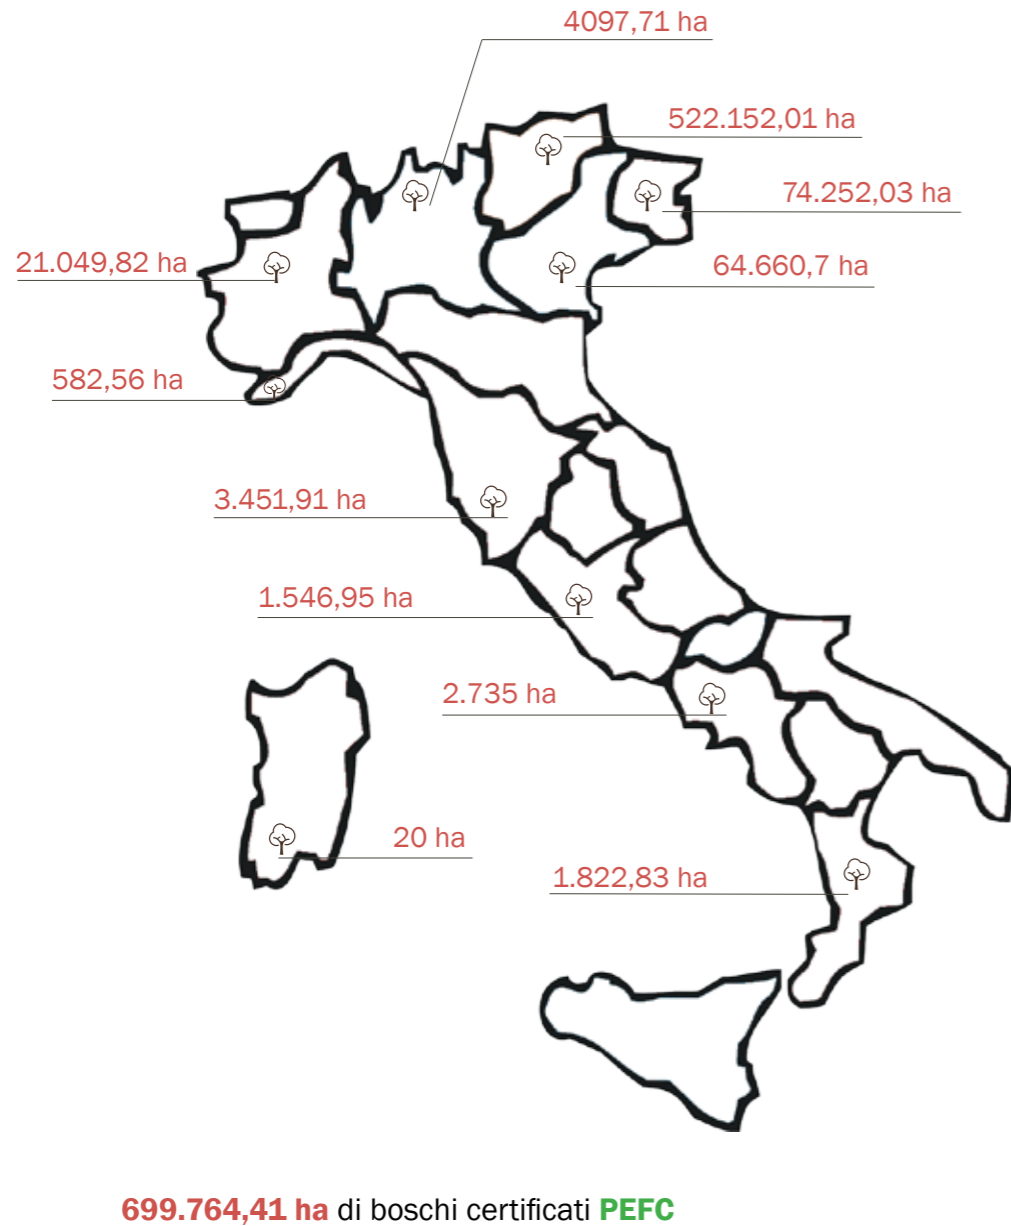 4097,71 ha
522.152,01 ha
74.252,03 ha
21.049,82 ha
64.660,7 ha
582,56 ha
3.451,91 ha
1.546,95 ha
2.735 ha
20 ha
1.822,83 ha
699.764,41 ha di boschi certificati PEFC